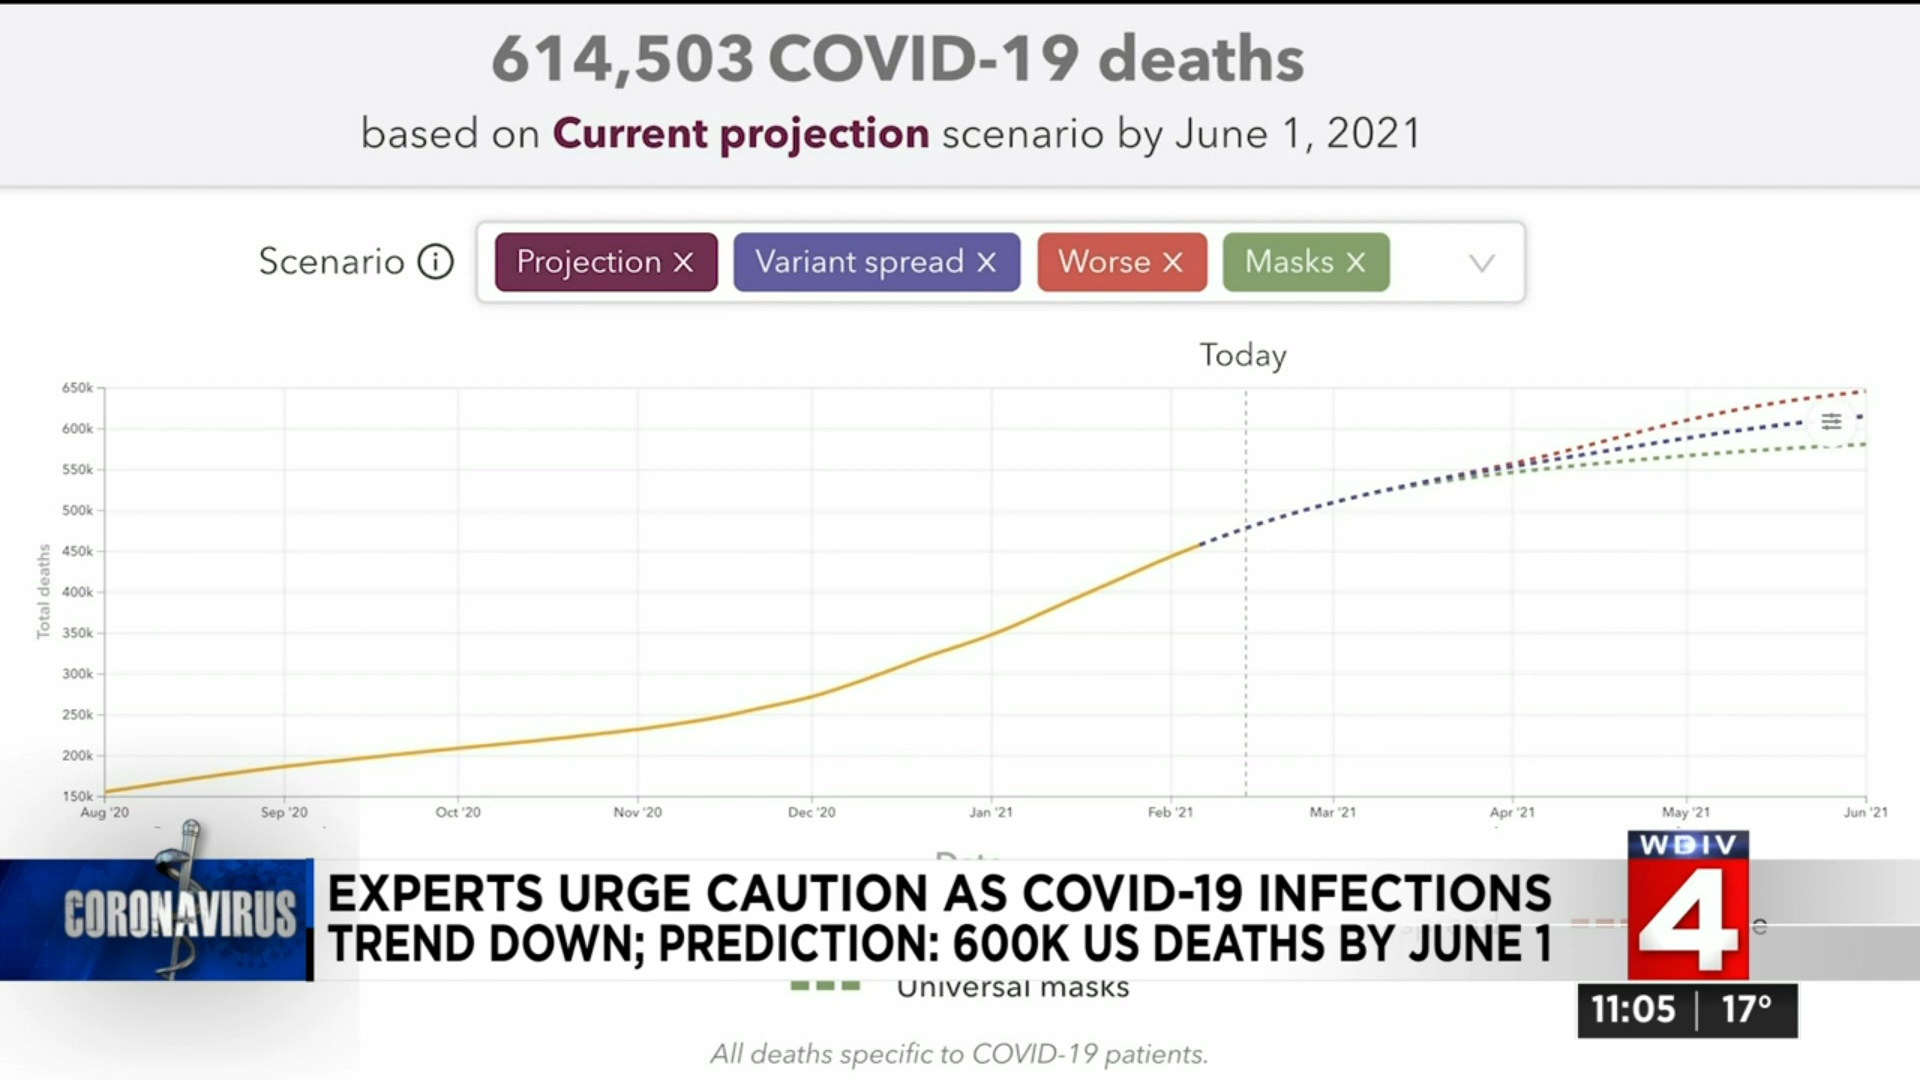 614,503 COVID-19 deaths
based on Current projection scenario by June 1, 2021
Scenario i Projection X Variant spread X Worse X Masks X
Today
650k
600k
550k
500k
450k
400k
350k
300k
250k
200k
150k
Total deaths
Aug '20 Sep '20 Oct '20 Nov '20 Dec '20 Jan '21 Feb '21 Mar '21 Apr '21 May '21 Jun '21
WDIV
4
CORONAVIRUS
EXPERTS URGE CAUTION AS COVID-19 INFECTIONS
TREND DOWN; PREDICTION: 600K US DEATHS BY JUNE 1
Universal masks
11:05 17°
All deaths specific to COVID-19 patients.